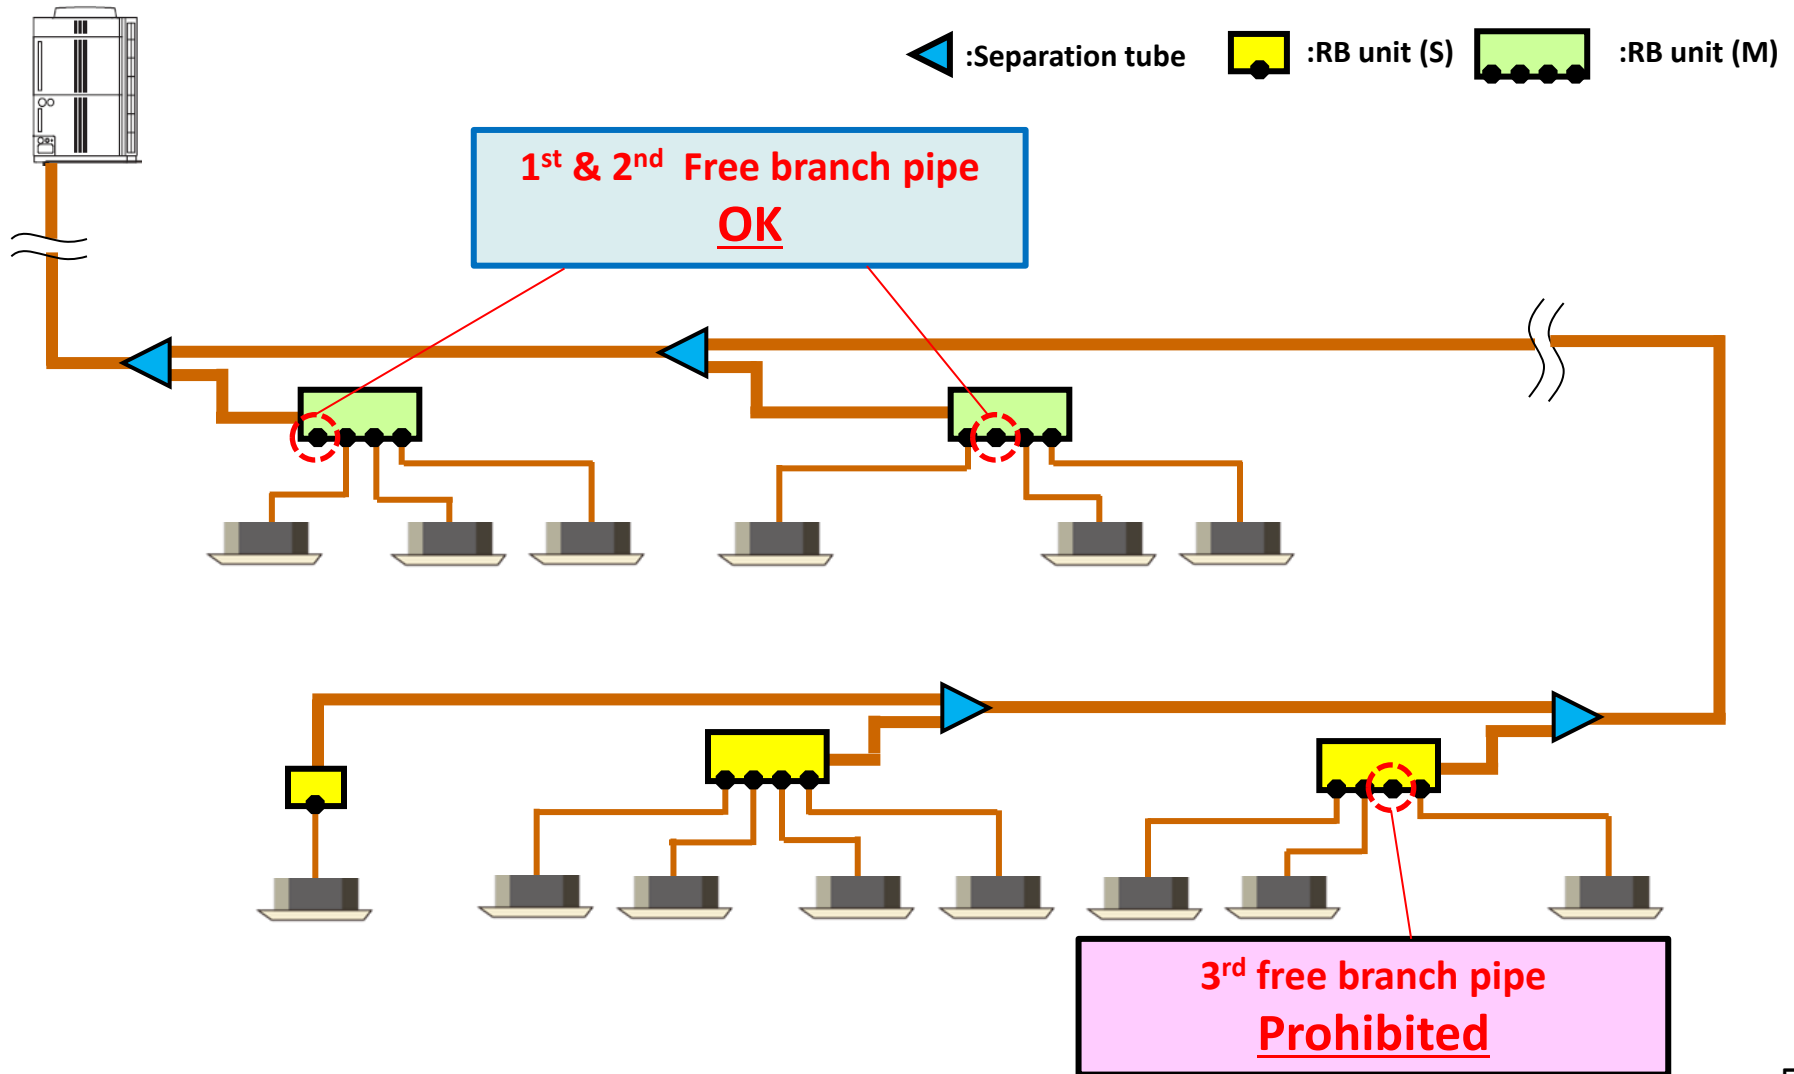 :Separation tube
:RB unit (S)
:RB unit (M)
1st & 2nd Free branch pipe
OK
3rd free branch pipe
Prohibited